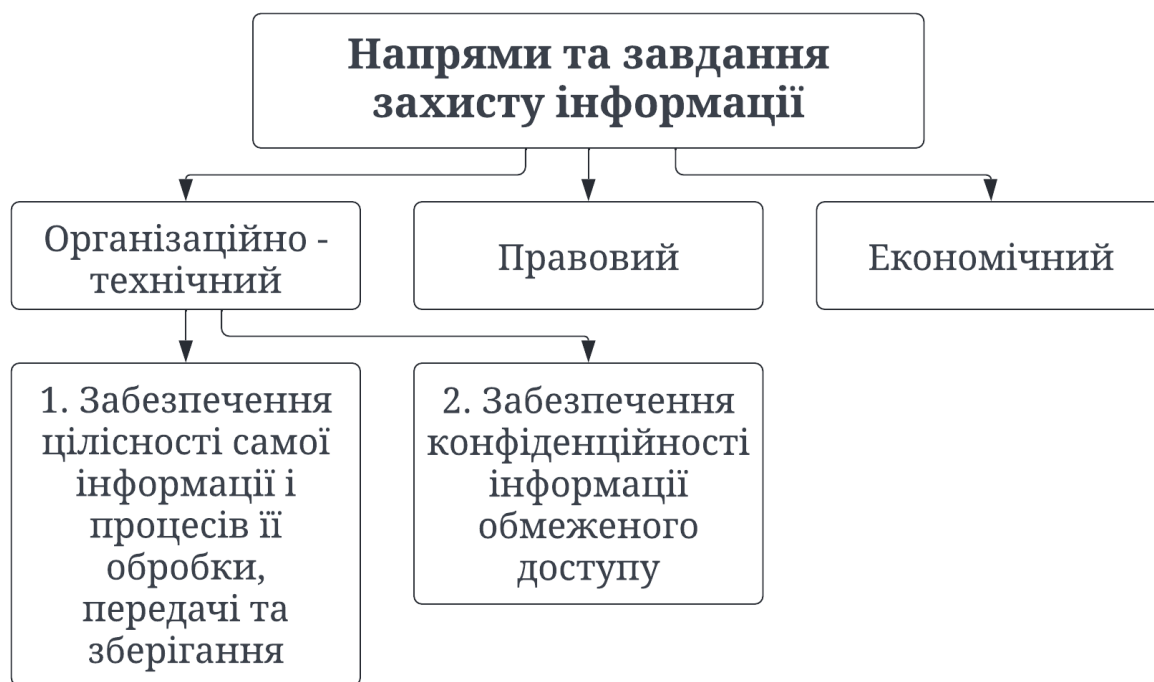 Напрями та завдання
захисту інформації
Організаційно -
технічний
Правовий
Економічний
1. Забезпечення
цілісності самої
інформації і
процесів її
обробки,
передачі та
зберігання
2. Забезпечення
конфіденційності
інформації
обмеженого
доступу